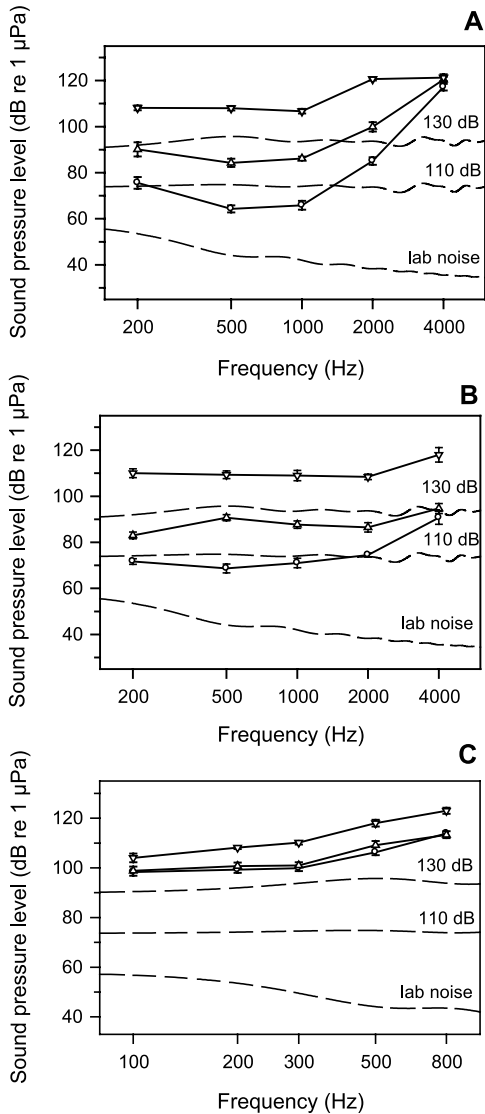 A
Sound pressure level (dB re 1 µPa)
120
100
80
60
40
130 dB
110 dB
lab noise
200 500 1000 2000 4000
Frequency (Hz)
B
Sound pressure level (dB re 1 µPa)
120
100
80
60
40
130 dB
110 dB
lab noise
200 500 1000 2000 4000
Frequency (Hz)
C
Sound pressure level (dB re 1 µPa)
120
100
80
60
40
130 dB
110 dB
lab noise
100 200 300 500 800
Frequency (Hz)